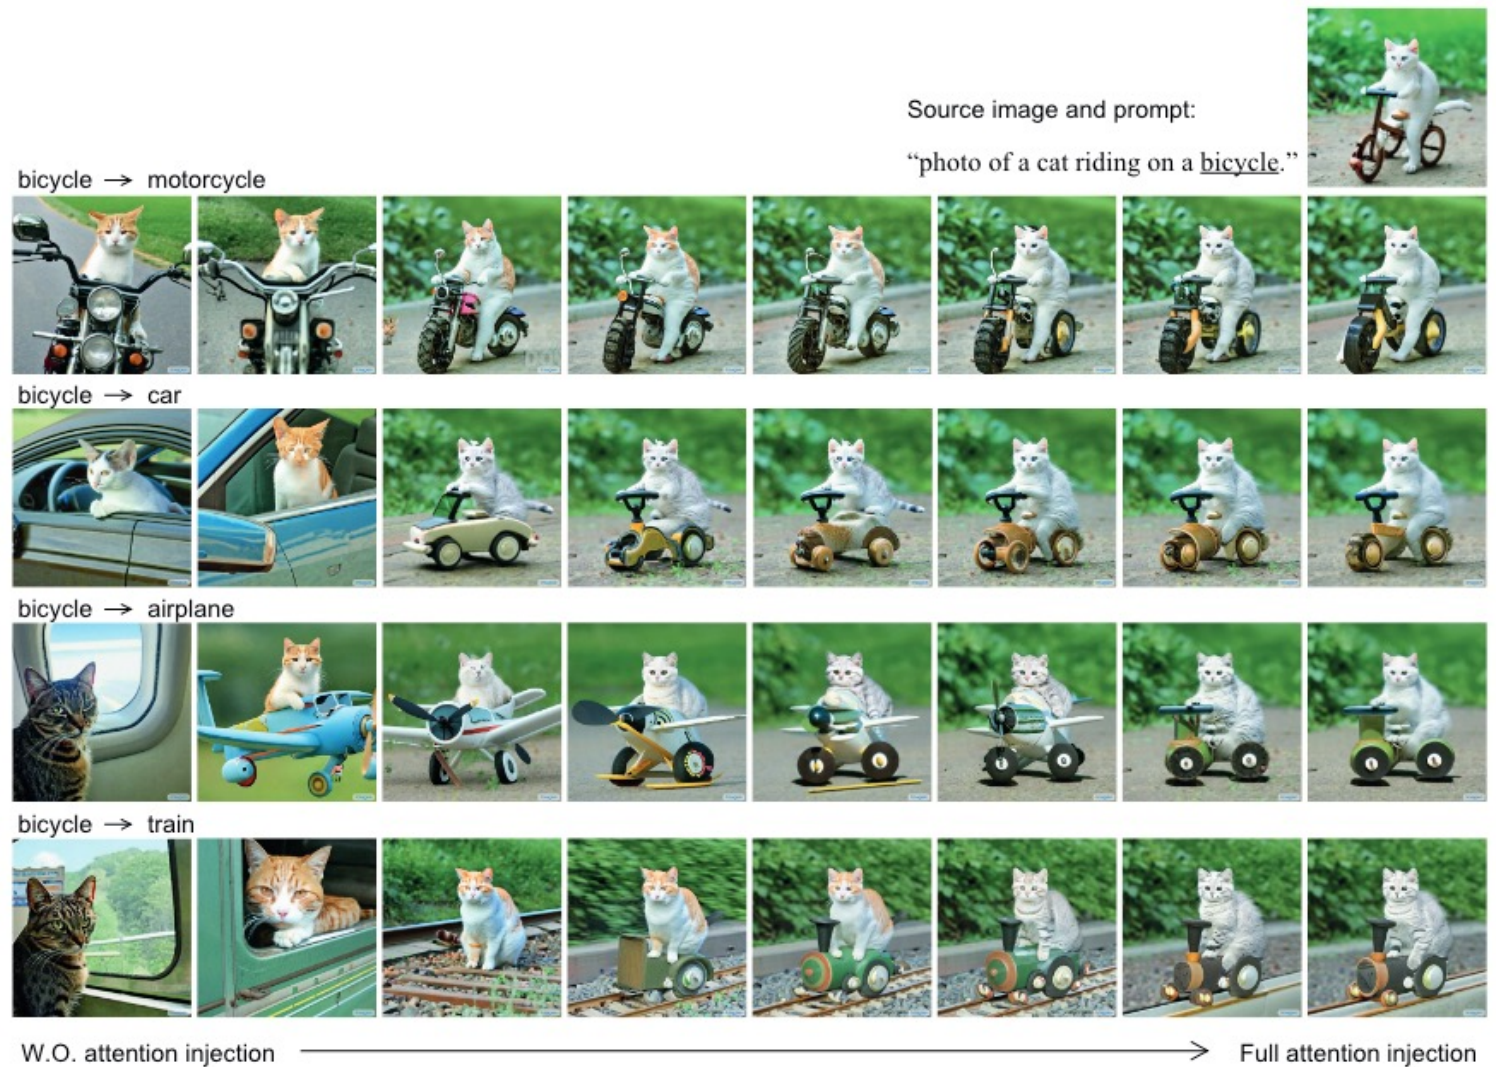 Source image and prompt:
“photo of a cat riding on a bicycle.”
bicycle → motorcycle
bicycle → car
bicycle → airplane
bicycle → train
W.O. attention injection
Full attention injection